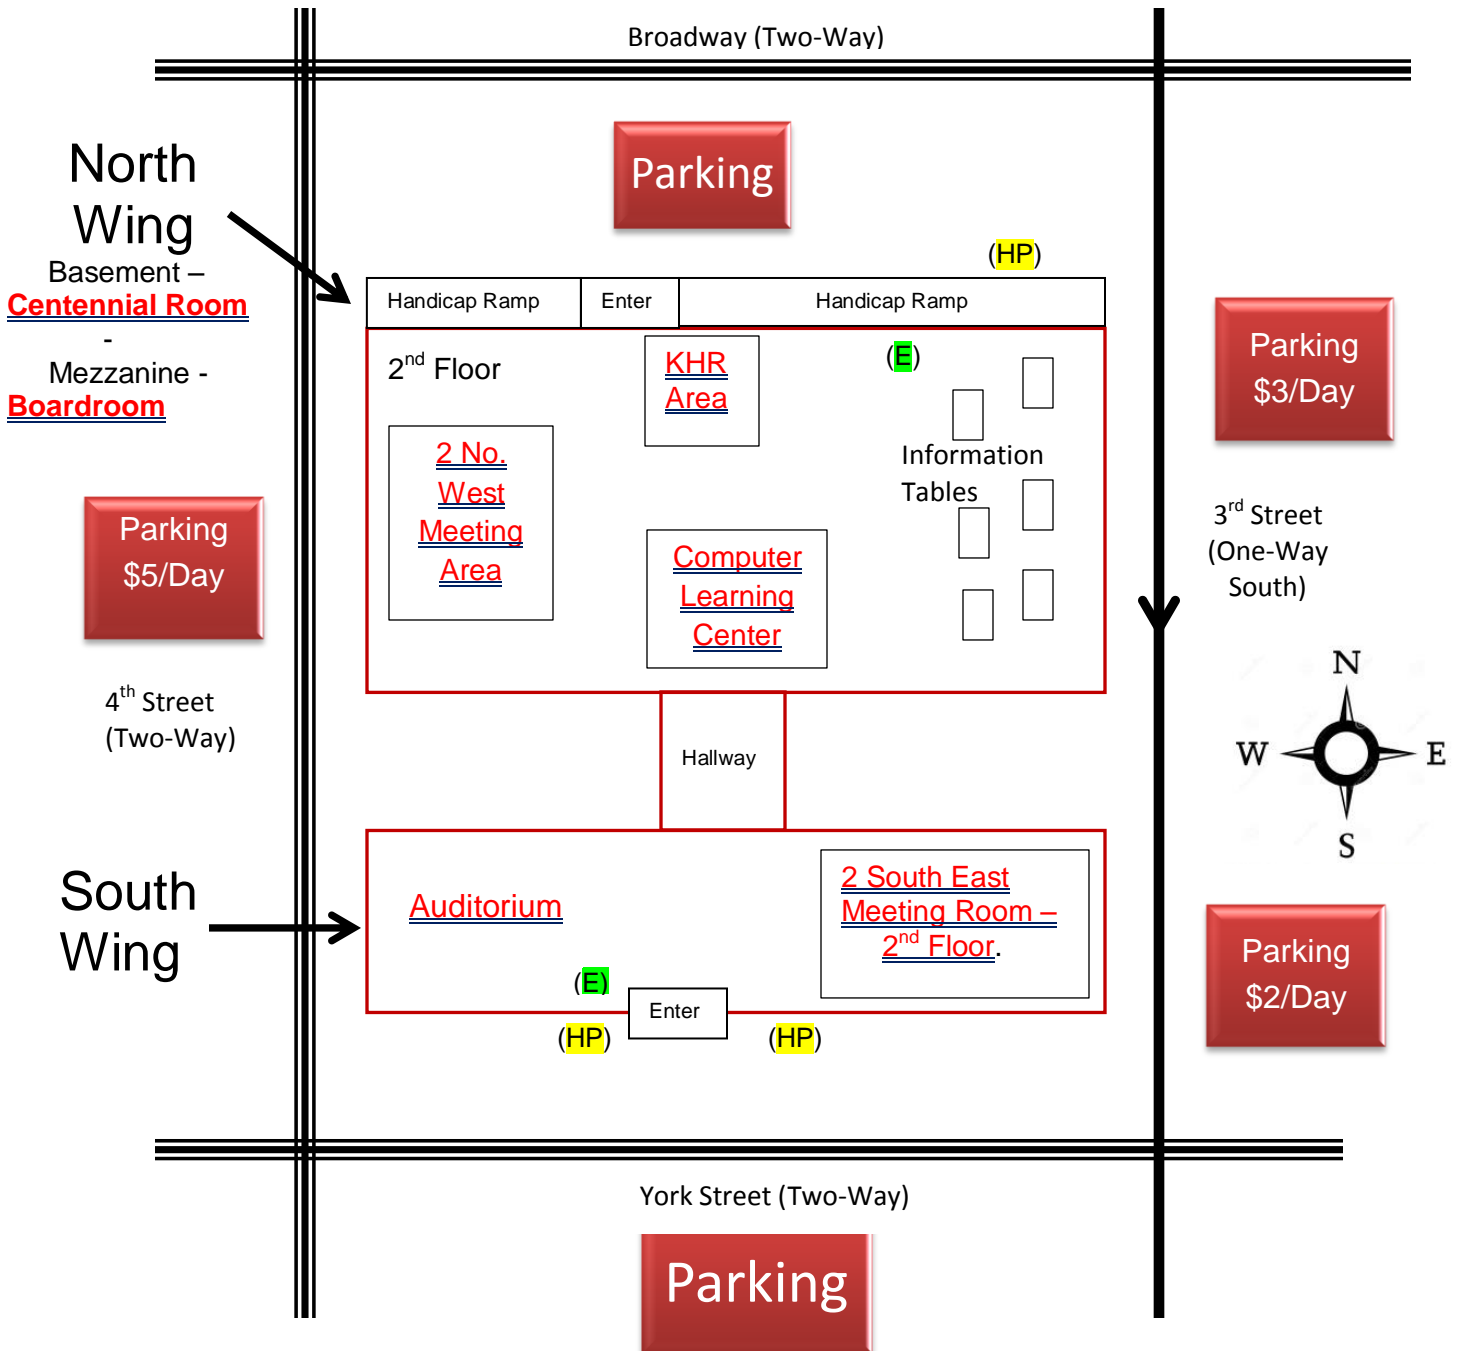 Broadway (Two-Way)
Parking
North
Wing
Basement –
Centennial Room
-
Mezzanine -
Boardroom
(HP)
Handicap Ramp
Enter
Handicap Ramp
2nd Floor
KHR
Area
(E)
2 No.
West
Meeting
Area
Information
Tables
Computer
Learning
Center
Parking
$3/Day
3rd Street
(One-Way
South)
Parking
$5/Day
4th Street
(Two-Way)
N
W
E
S
Hallway
South
Wing
Auditorium
2 South East
Meeting Room –
2nd Floor.
(E)
Enter
(HP)
(HP)
Parking
$2/Day
York Street (Two-Way)
Parking